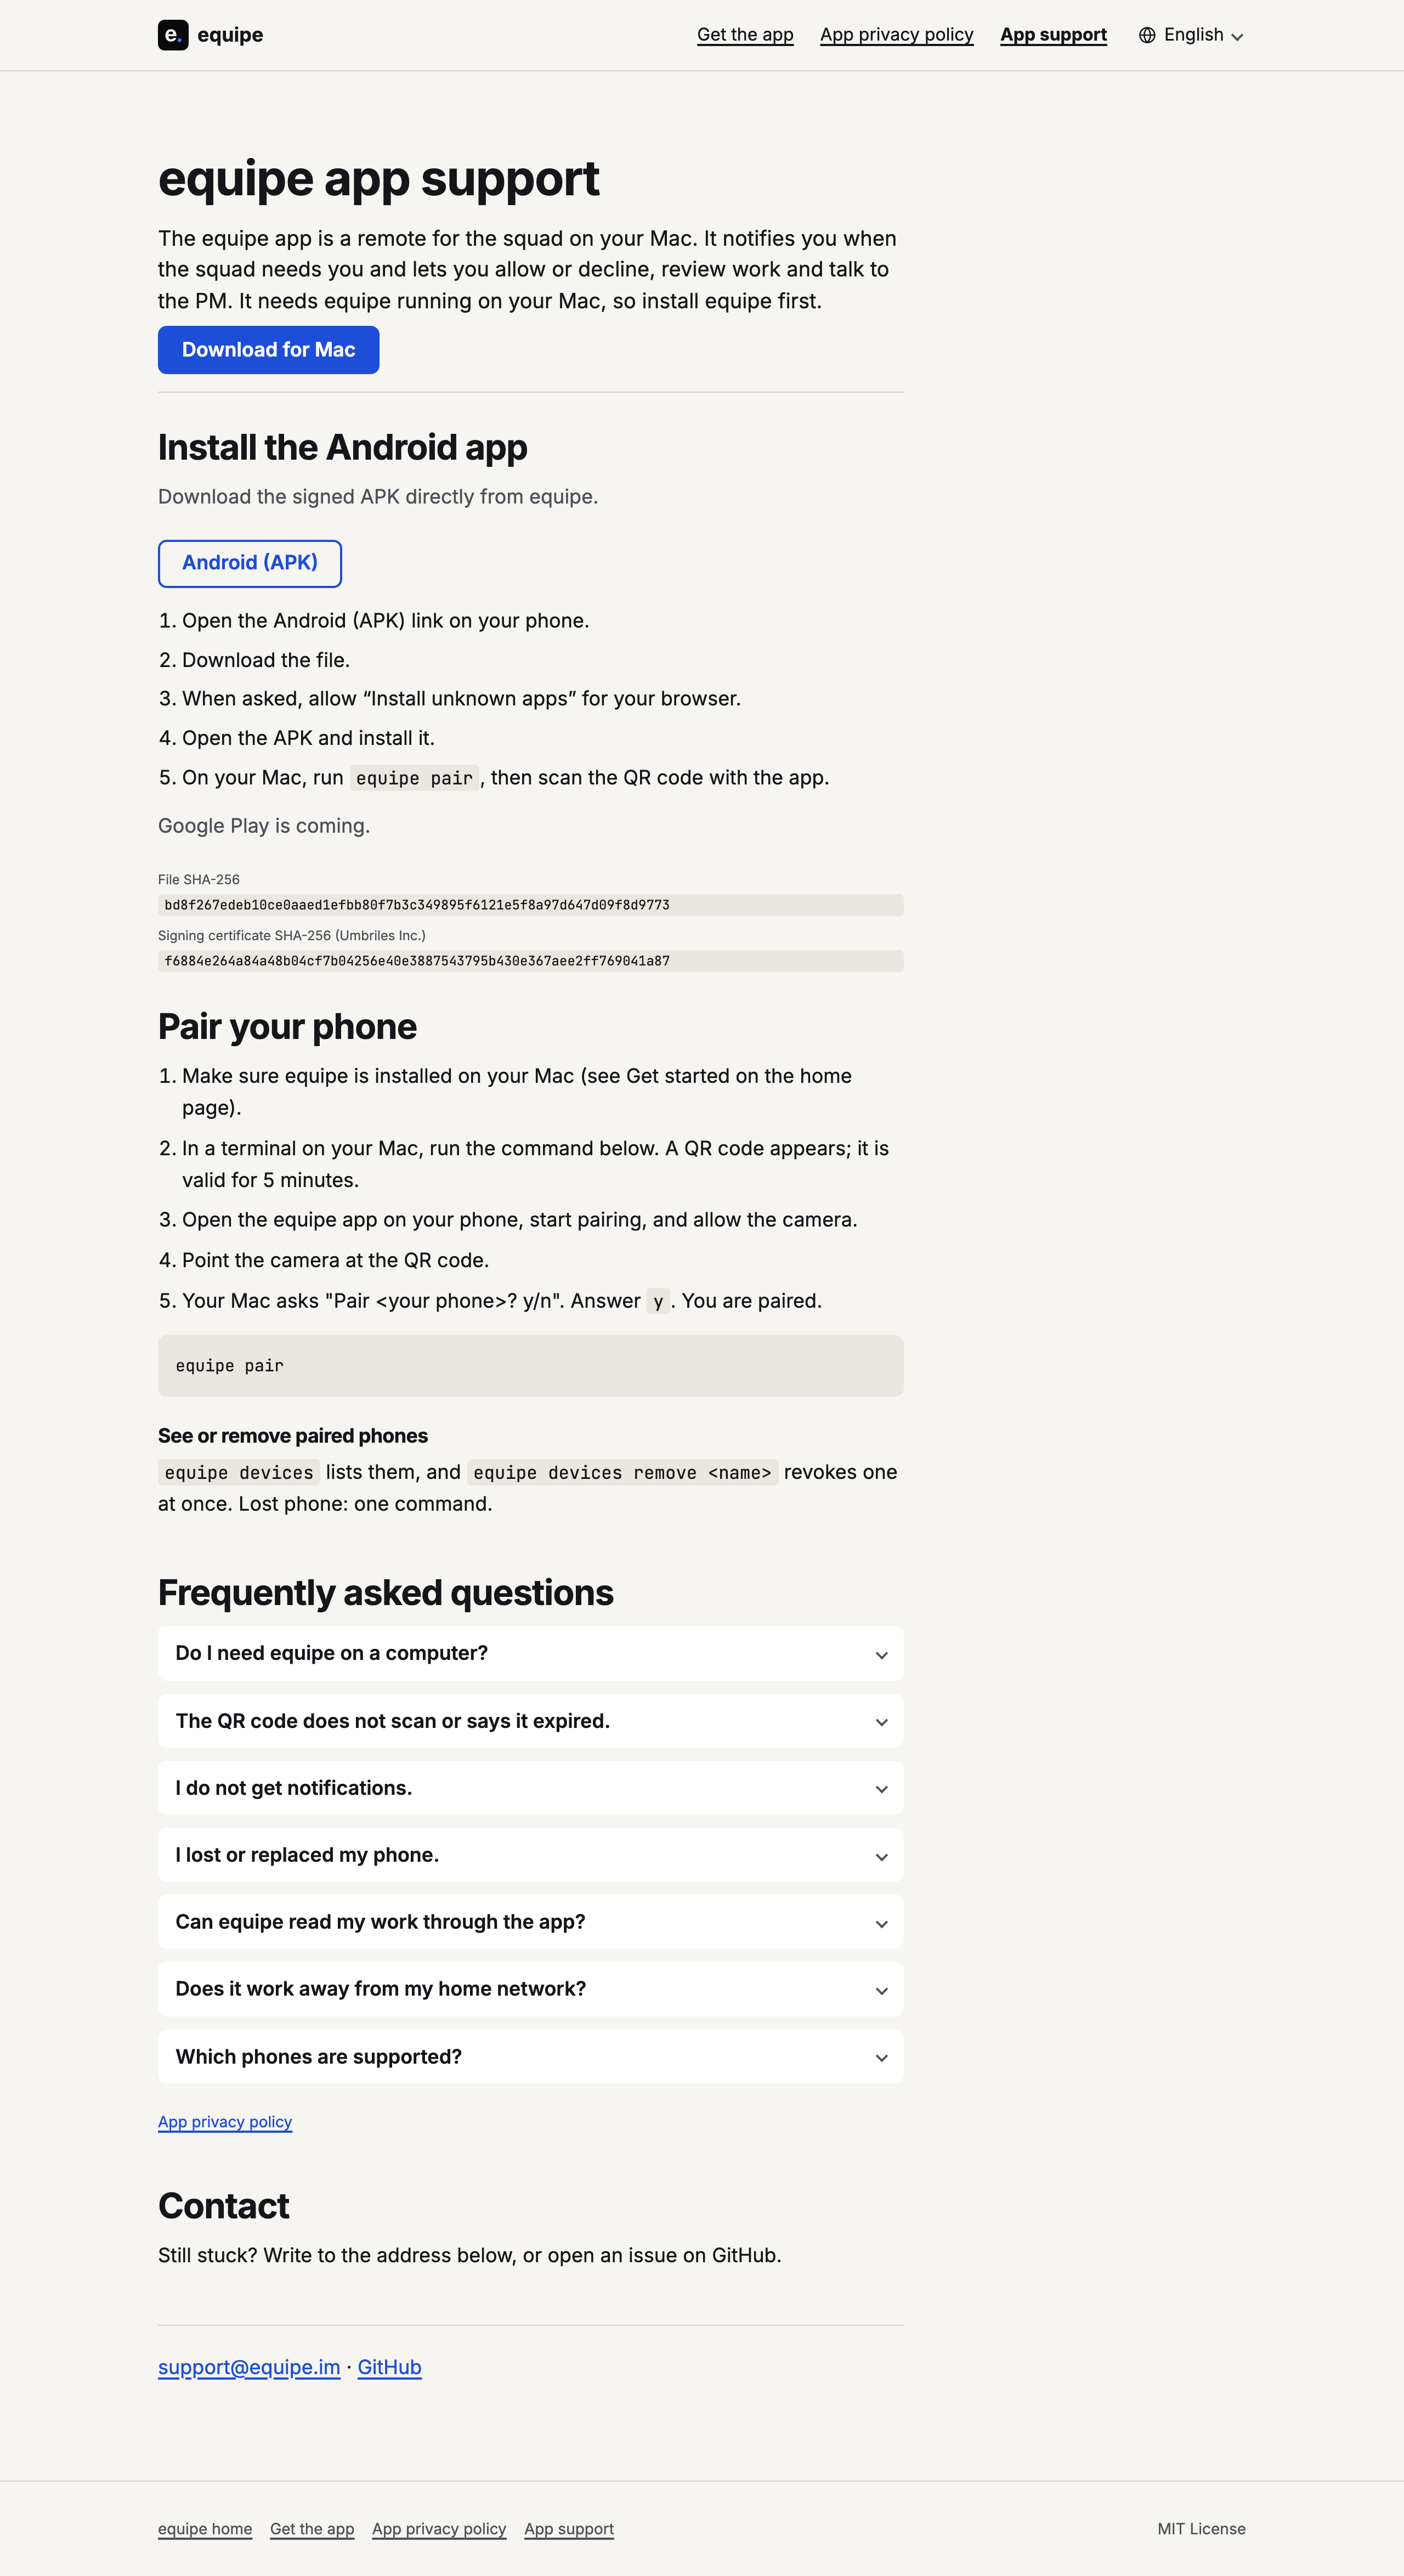 e. equipe
Get the app
App privacy policy
App support
English
equipe app support
The equipe app is a remote for the squad on your Mac. It notifies you when
the squad needs you and lets you allow or decline, review work and talk to
the PM. It needs equipe running on your Mac, so install equipe first.
Download for Mac
Install the Android app
Download the signed APK directly from equipe.
Android (APK)
1. Open the Android (APK) link on your phone.
2. Download the file.
3. When asked, allow “Install unknown apps” for your browser.
4. Open the APK and install it.
5. On your Mac, run equipe pair, then scan the QR code with the app.
Google Play is coming.
File SHA-256
bd8f267edeb10ce0aaed1efbb80f7b3c349895f6121e5f8a97d647d09f8d9773
Signing certificate SHA-256 (Umbriles Inc.)
f6884e264a84a48b04cf7b04256e40e3887543795b430e367aee2ff769041a87
Pair your phone
1. Make sure equipe is installed on your Mac (see Get started on the home
page).
2. In a terminal on your Mac, run the command below. A QR code appears; it is
valid for 5 minutes.
3. Open the equipe app on your phone, start pairing, and allow the camera.
4. Point the camera at the QR code.
5. Your Mac asks "Pair <your phone>? y/n". Answer y. You are paired.
equipe pair
See or remove paired phones
equipe devices lists them, and equipe devices remove <name> revokes one
at once. Lost phone: one command.
Frequently asked questions
Do I need equipe on a computer?
The QR code does not scan or says it expired.
I do not get notifications.
I lost or replaced my phone.
Can equipe read my work through the app?
Does it work away from my home network?
Which phones are supported?
App privacy policy
Contact
Still stuck? Write to the address below, or open an issue on GitHub.
support@equipe.im · GitHub
equipe home
Get the app
App privacy policy
App support
MIT License